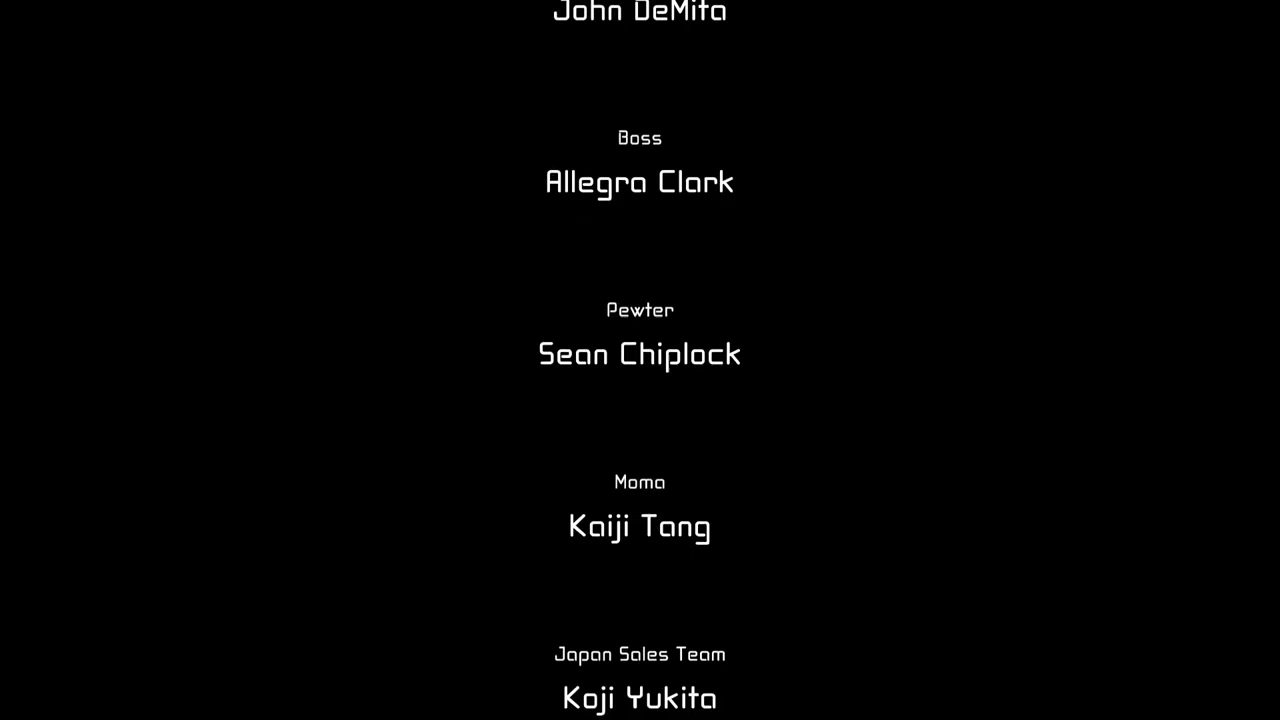 John DeMita
Boss
Allegra Clark
Pewter
Sean Chiplock
Moma
Kaiji Tang
Japan Sales Team
Koji Yukita